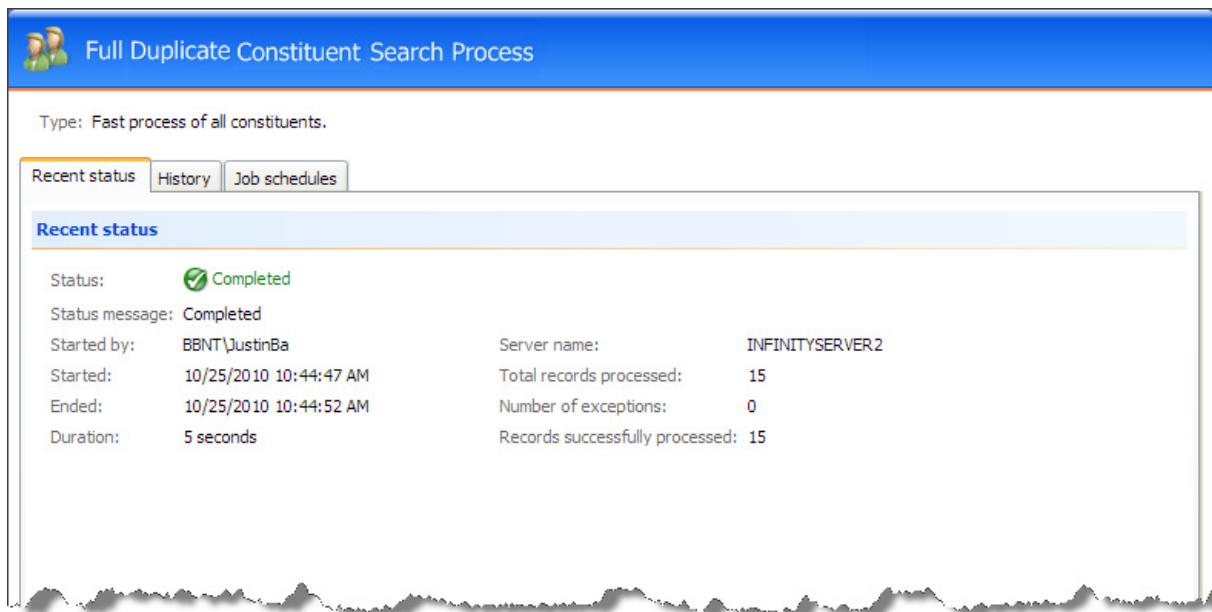 Full Duplicate Constituent Search Process
Type: Fast process of all constituents.
Recent status History Job schedules
Recent status
Status: Completed
Status message: Completed
Started by: BBNT\JustinBa Server name: INFINITYSERVER2
Started: 10/25/2010 10:44:47 AM Total records processed: 15
Ended: 10/25/2010 10:44:52 AM Number of exceptions: 0
Duration: 5 seconds Records successfully processed: 15